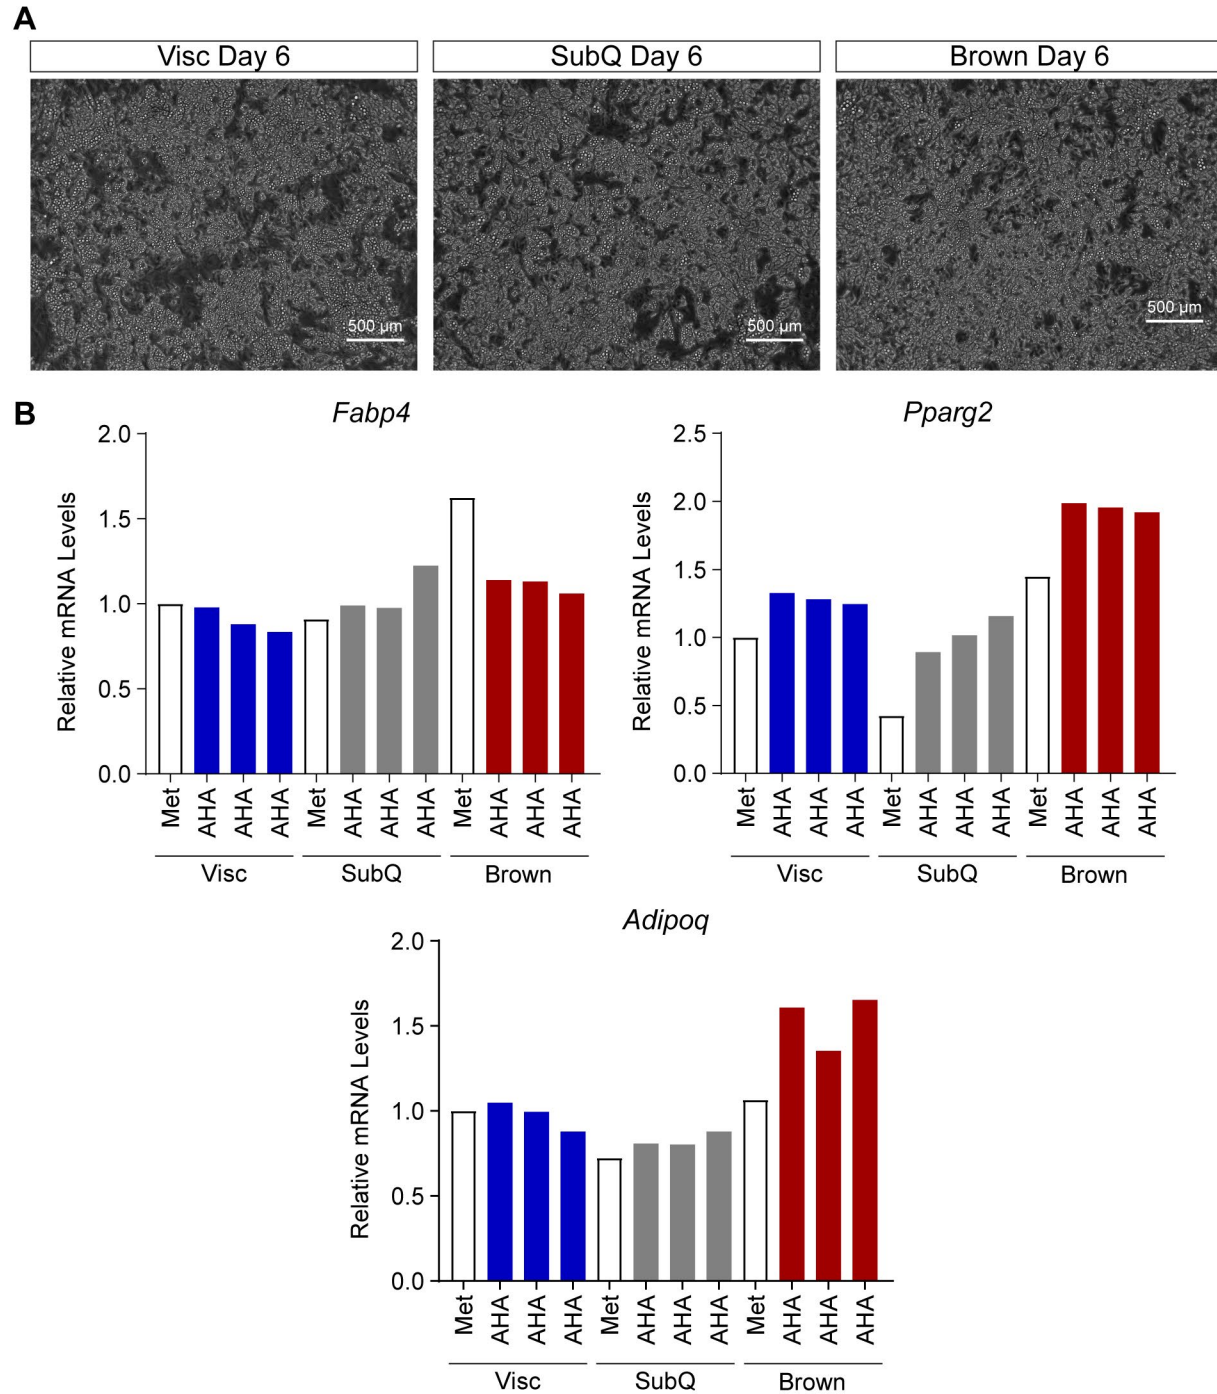 A
Visc Day 6
SubQ Day 6
Brown Day 6
500 µm
500 µm
500 µm
B
Fabp4
Relative mRNA Levels
2.0
1.5
1.0
0.5
0.0
Met
AHA
AHA
AHA
Met
AHA
AHA
AHA
Met
AHA
AHA
AHA
Visc
SubQ
Brown
Pparg2
Relative mRNA Levels
2.5
2.0
1.5
1.0
0.5
0.0
Met
AHA
AHA
AHA
Met
AHA
AHA
AHA
Met
AHA
AHA
AHA
Visc
SubQ
Brown
Adipoq
Relative mRNA Levels
2.0
1.5
1.0
0.5
0.0
Met
AHA
AHA
AHA
Met
AHA
AHA
AHA
Met
AHA
AHA
AHA
Visc
SubQ
Brown